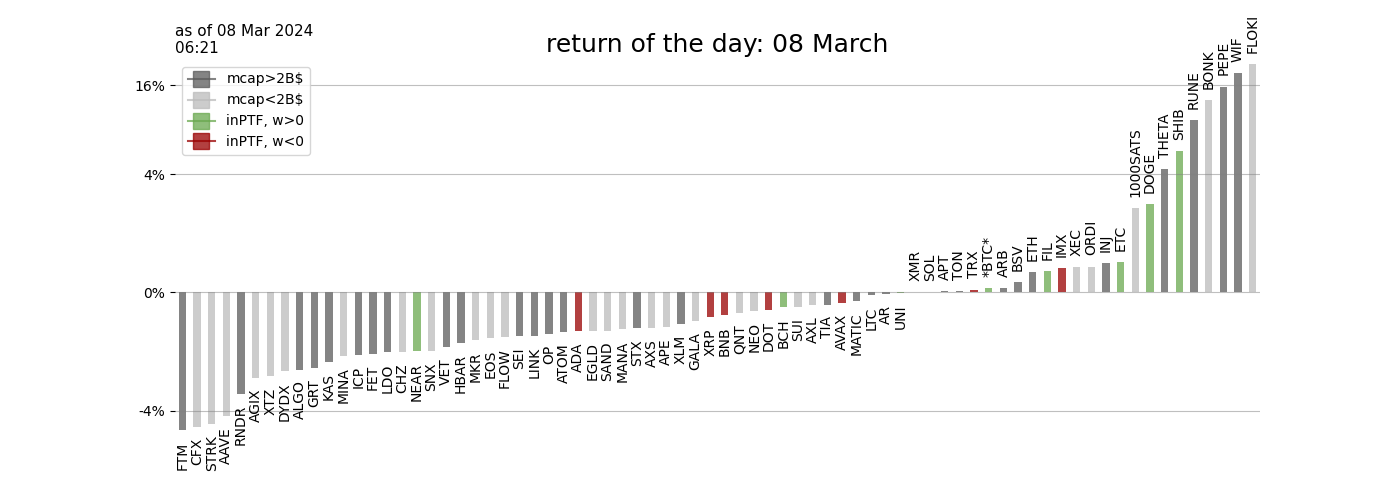 as of 08 Mar 2024
06:21
return of the day: 08 March
mcap>2B$
mcap<2B$
inPTF, w>0
inPTF, w<0
16%
4%
0%
-4%
FTM
CFX
STRK
AAVE
RNDR
AGIX
XTZ
DYDX
ALGO
GRT
KAS
MINA
ICP
FET
LDO
CHZ
NEAR
SNX
VET
HBAR
MKR
EOS
FLOW
SEI
LINK
OP
ATOM
ADA
EGLD
SAND
MANA
STX
AXS
APE
XLM
GALA
XRP
BNB
QNT
NEO
DOT
BCH
SUI
AXL
TIA
AVAX
MATIC
LTC
AR
UNI
XMR
SOL
APT
TON
TRX
*BTC*
ARB
BSV
ETH
FIL
IMX
XEC
ORDI
INJ
ETC
1000SATS
DOGE
THETA
SHIB
RUNE
BONK
PEPE
WIF
FLOKI